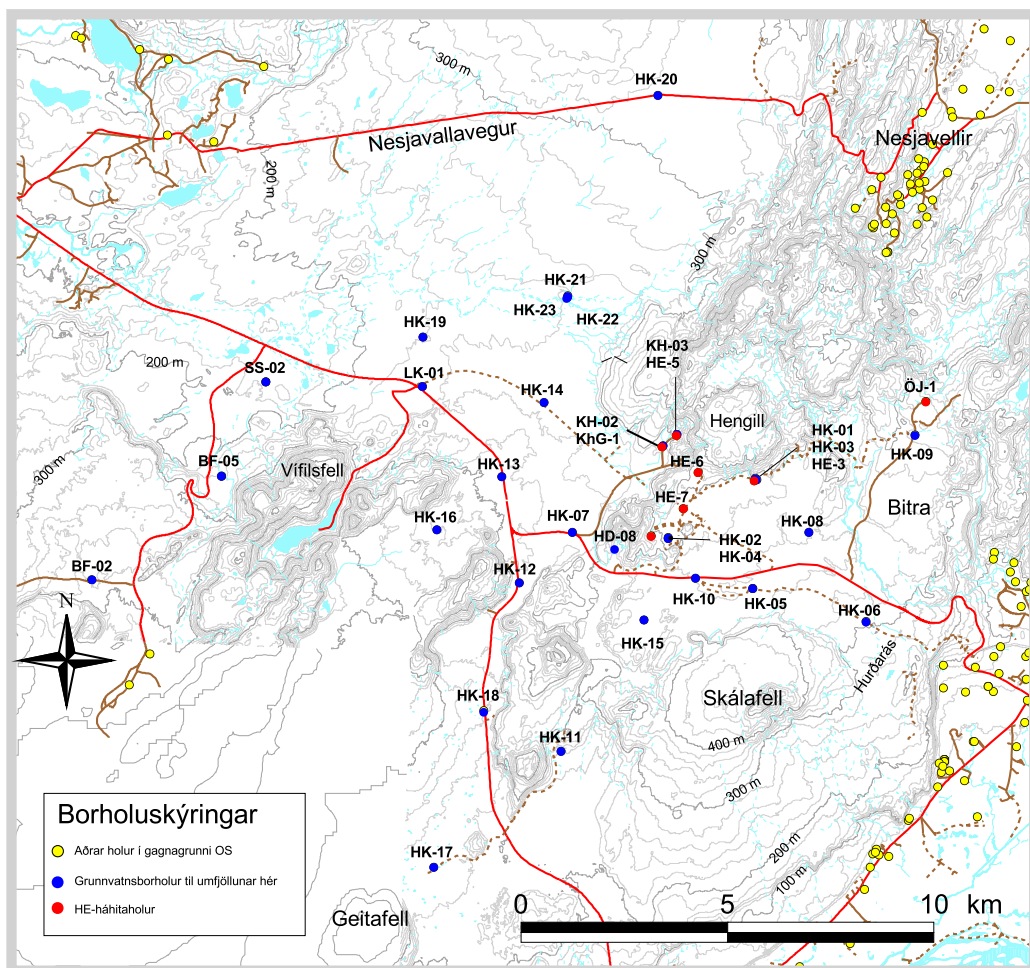 300 m
HK-20
Nesjavallavegur
Nesjavellir
200 m
300 m
HK-21
HK-23
HK-22
HK-19
KH-03
HE-5
200 m
SS-02
LK-01
HK-14
ÖJ-1
Hengill
KH-02
KhG-1
HK-01
HK-03
HE-3
HK-09
300 m
BF-05
Vífilsfell
HK-13
HE-6
HE-7
Bitra
HK-16
HK-07
HD-08
HK-08
HK-02
HK-04
BF-02
HK-12
N
HK-10
HK-05
HK-06
HK-15
Hurðarás
HK-18
Skálafell
HK-11
400 m
300 m
Borholuskýringar
Aðrar holur í gagnagrunni OS
Grunnvatnsborholur til umfjöllunar hér
HE-háhitaholur
HK-17
200 m
100 m
Geitafell
0 5 10 km